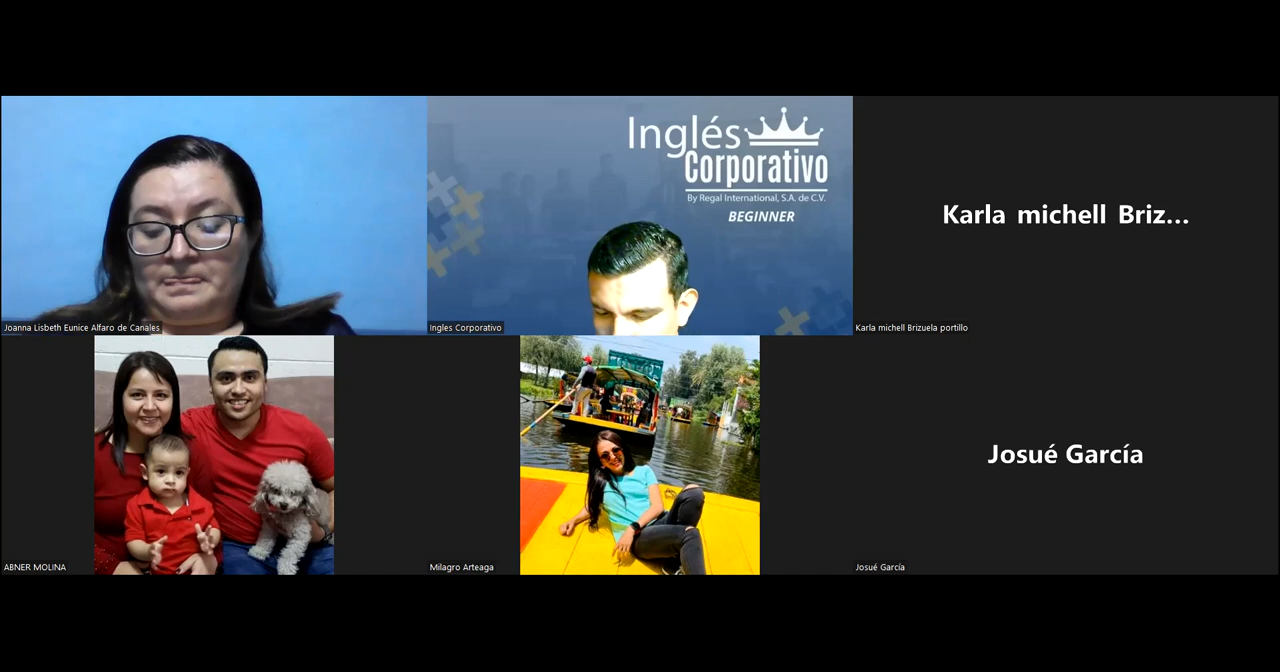 Inglés
Corporativo
By Regal International, S.A. de C.V.
BEGINNER
Karla michell Briz...
Joanna Lisbeth Eunice Alfaro de Canales
Ingles Corporativo
Karla michell Brizuela portillo
Josué García
ABNER MOLINA
Milagro Arteaga
Josué García